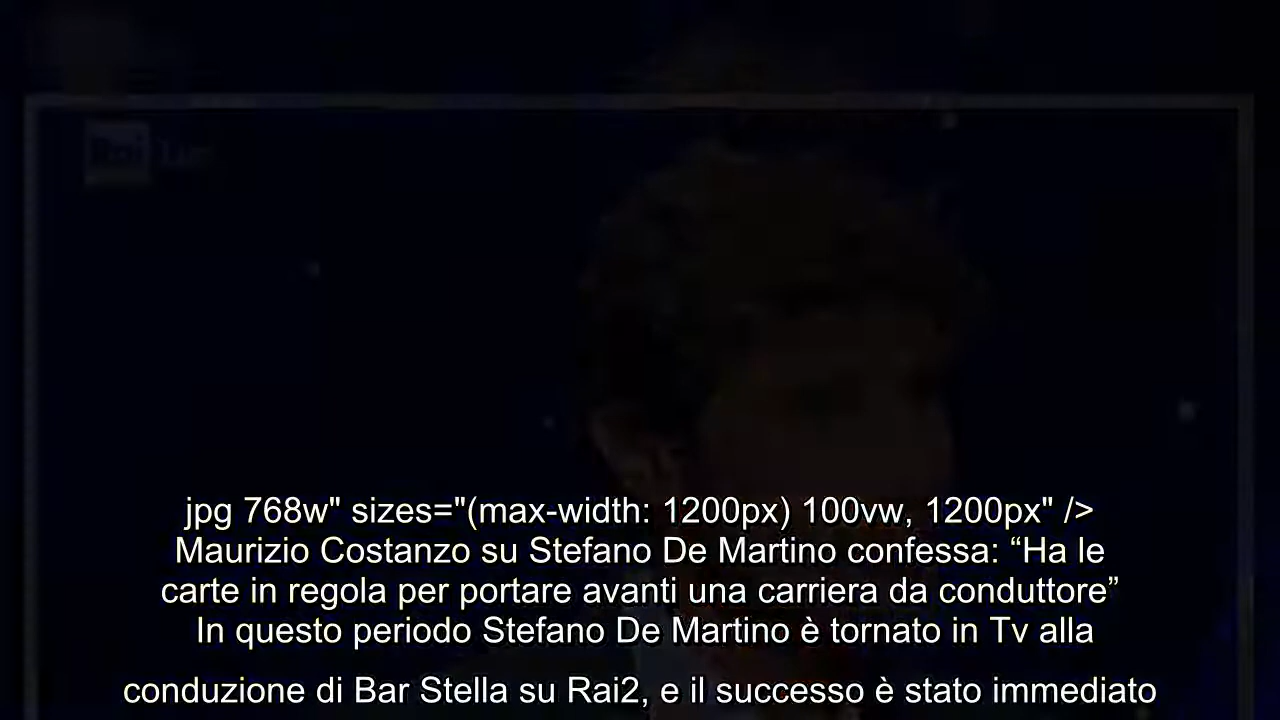 Rai
jpg 768w" sizes="(max-width: 1200px) 100vw, 1200px" />
Maurizio Costanzo su Stefano De Martino confessa: “Ha le
carte in regola per portare avanti una carriera da conduttore”
In questo periodo Stefano De Martino è tornato in Tv alla
conduzione di Bar Stella su Rai2, e il successo è stato immediato